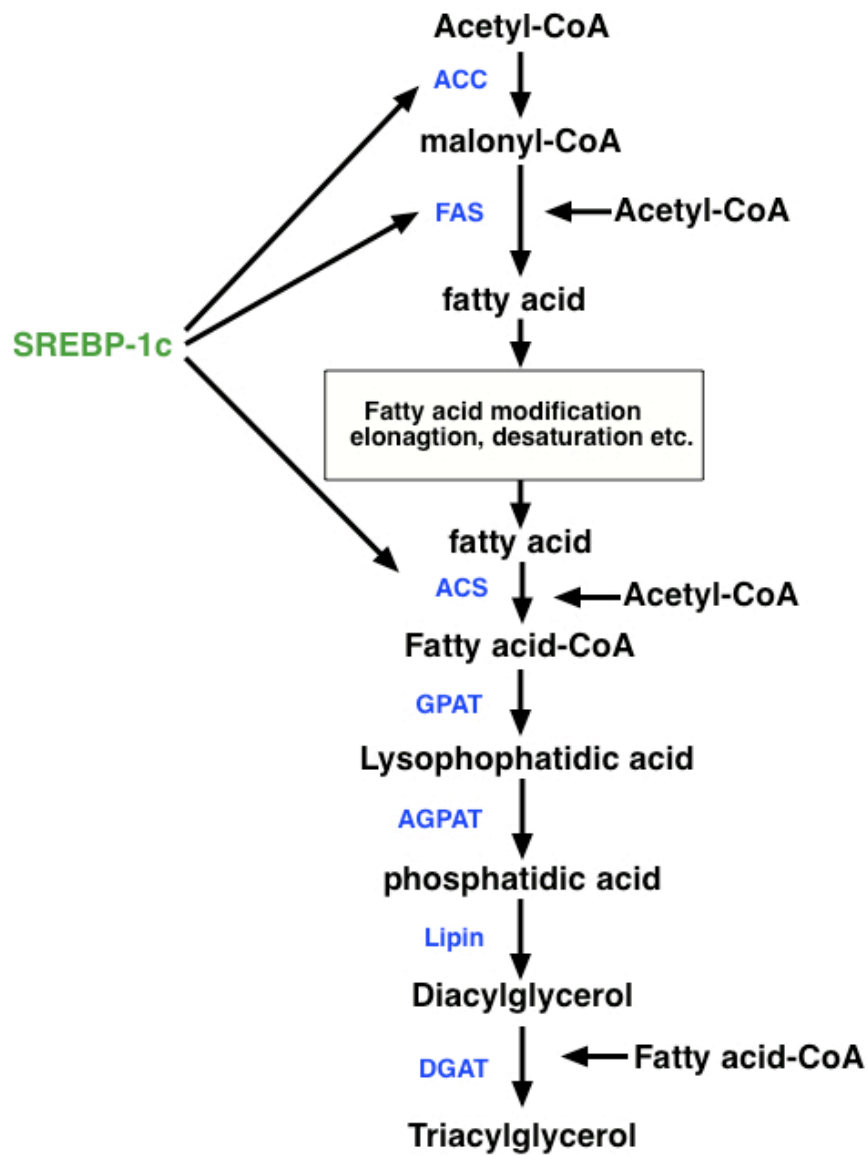 Acetyl-CoA
ACC
malonyl-CoA
FAS
Acetyl-CoA
fatty acid
SREBP-1c
Fatty acid modification
elonagtion, desaturation etc.
fatty acid
ACS
Acetyl-CoA
Fatty acid-CoA
GPAT
Lysophophatidic acid
AGPAT
phosphatidic acid
Lipin
Diacylglycerol
DGAT
Fatty acid-CoA
Triacylglycerol